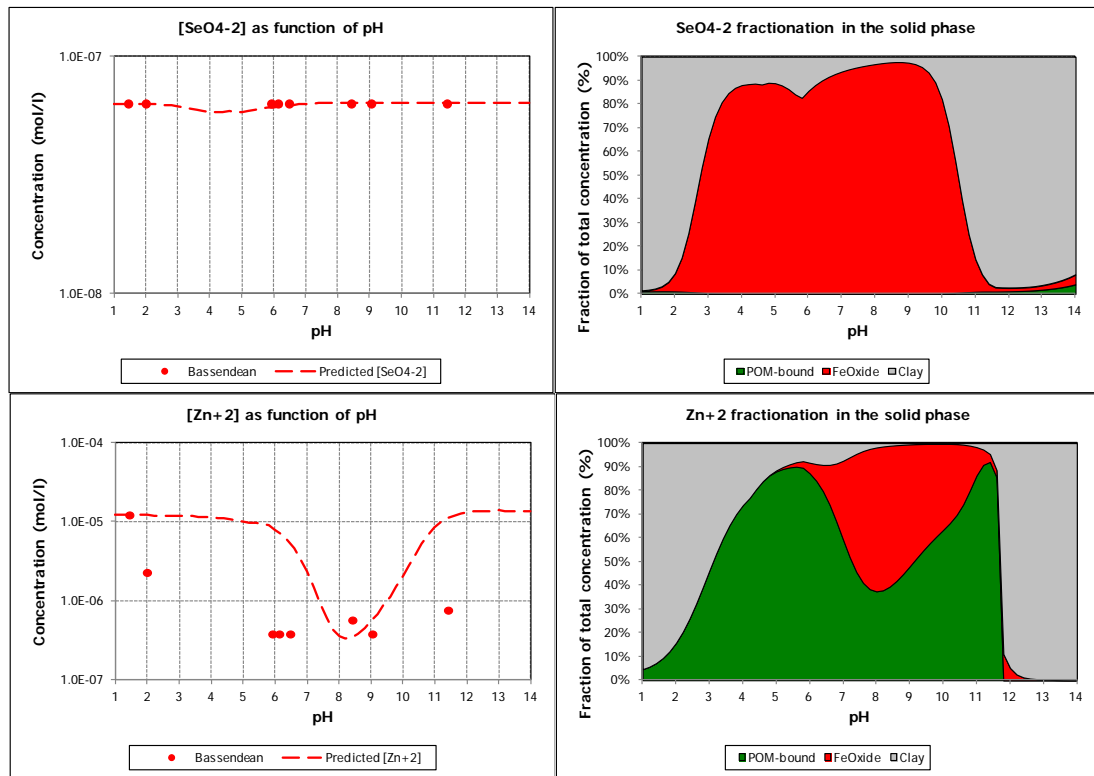 [SeO4-2] as function of pH
Concentration (mol/l)
1.0E-07
1.0E-08
1 2 3 4 5 6 7 8 9 10 11 12 13 14
pH
Bassendean Predicted [SeO4-2]
SeO4-2 fractionation in the solid phase
Fraction of total concentration (%)
100%
90%
80%
70%
60%
50%
40%
30%
20%
10%
0%
1 2 3 4 5 6 7 8 9 10 11 12 13 14
pH
POM-bound FeOxide Clay
[Zn+2] as function of pH
Concentration (mol/l)
1.0E-04
1.0E-05
1.0E-06
1.0E-07
1 2 3 4 5 6 7 8 9 10 11 12 13 14
pH
Bassendean Predicted [Zn+2]
Zn+2 fractionation in the solid phase
Fraction of total concentration (%)
100%
90%
80%
70%
60%
50%
40%
30%
20%
10%
0%
1 2 3 4 5 6 7 8 9 10 11 12 13 14
pH
POM-bound FeOxide Clay